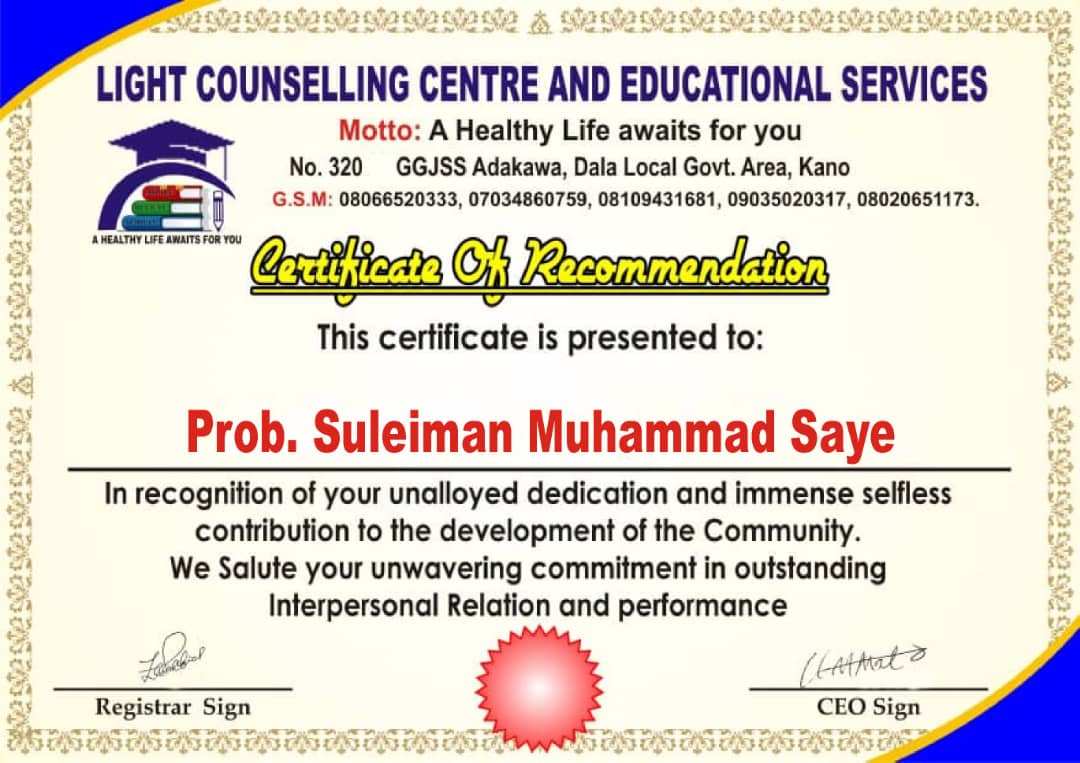 LIGHT COUNSELLING CENTRE AND EDUCATIONAL SERVICES
Motto: A Healthy Life awaits for you
No. 320 GGJSS Adakawa, Dala Local Govt. Area, Kano
G.S.M: 08066520333, 07034860759, 08109431681, 09035020317, 08020651173.
A HEALTHY LIFE AWAITS FOR YOU
Certificate Of Recommendation
This certificate is presented to:
Prob. Suleiman Muhammad Saye
In recognition of your unalloyed dedication and immense selfless
contribution to the development of the Community.
We Salute your unwavering commitment in outstanding
Interpersonal Relation and performance
Registrar Sign
CEO Sign